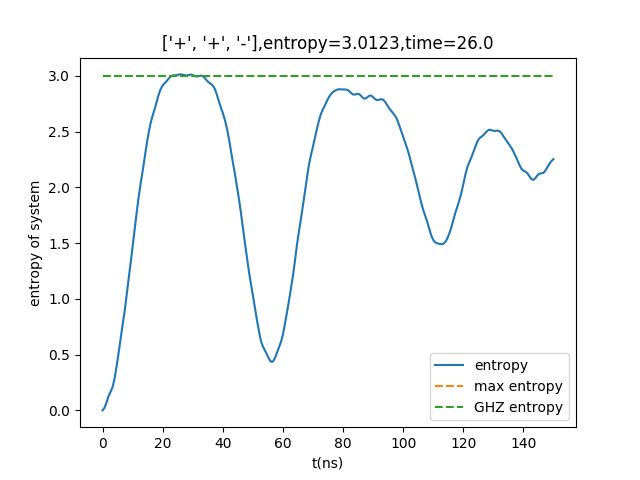 ['+', '+', '-'],entropy=3.0123,time=26.0
3.0
2.5
2.0
1.5
1.0
0.5
0.0
entropy of system
0 20 40 60 80 100 120 140
t(ns)
entropy
max entropy
GHZ entropy